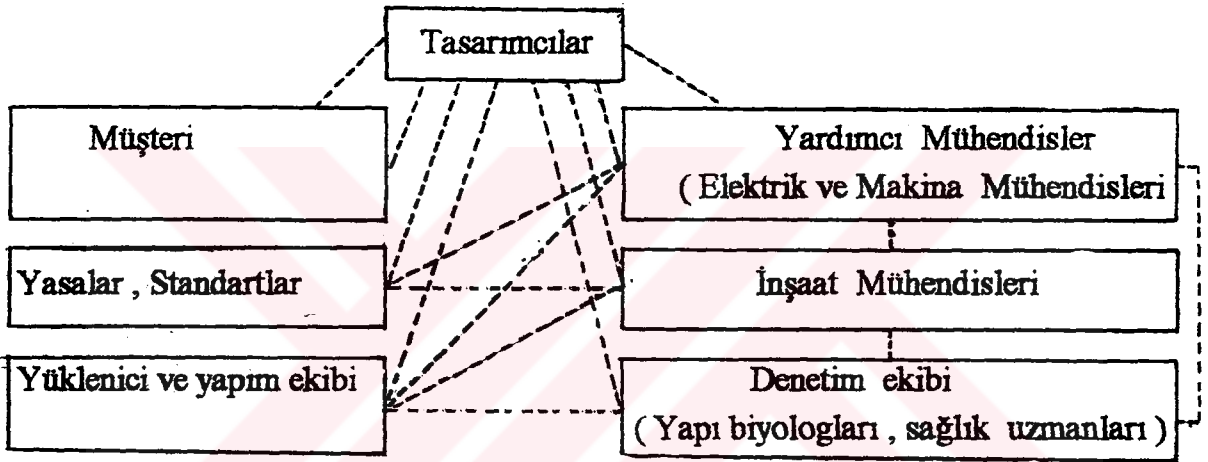 Tasarımcılar
Müşteri
Yardımcı Mühendisler
( Elektrik ve Makina Mühendisleri
Yasalar , Standartlar
İnşaat Mühendisleri
Yüklenici ve yapım ekibi
Denetim ekibi
( Yapı biyologları , sağlık uzmanları )